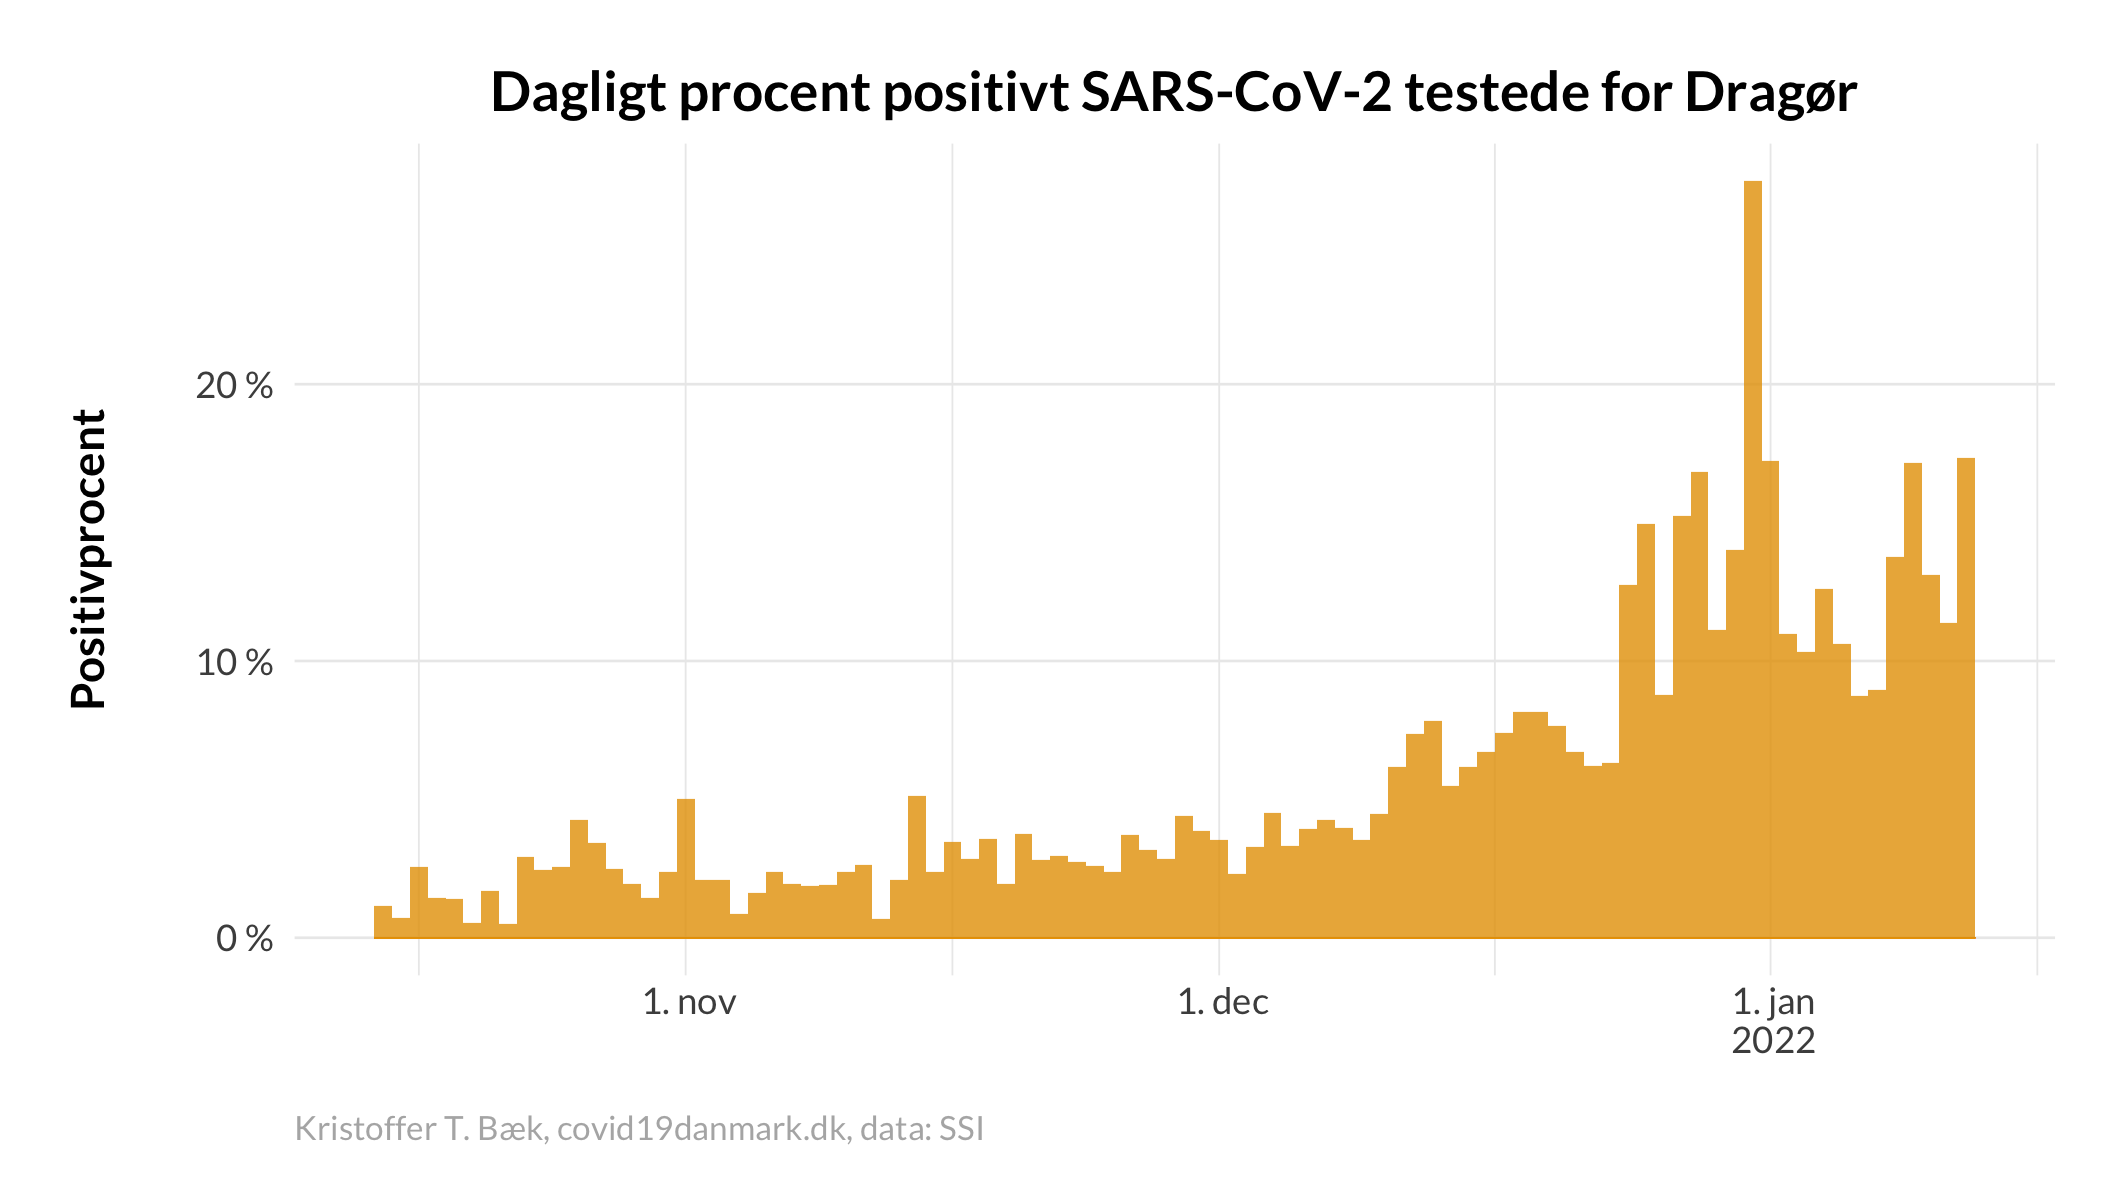 Dagligt procent positivt SARS-CoV-2 testede for Dragør
Positivprocent
20 %
10 %
0 %
1. nov
1. dec
1. jan
2022
Kristoffer T. Bæk, covid19danmark.dk, data: SSI